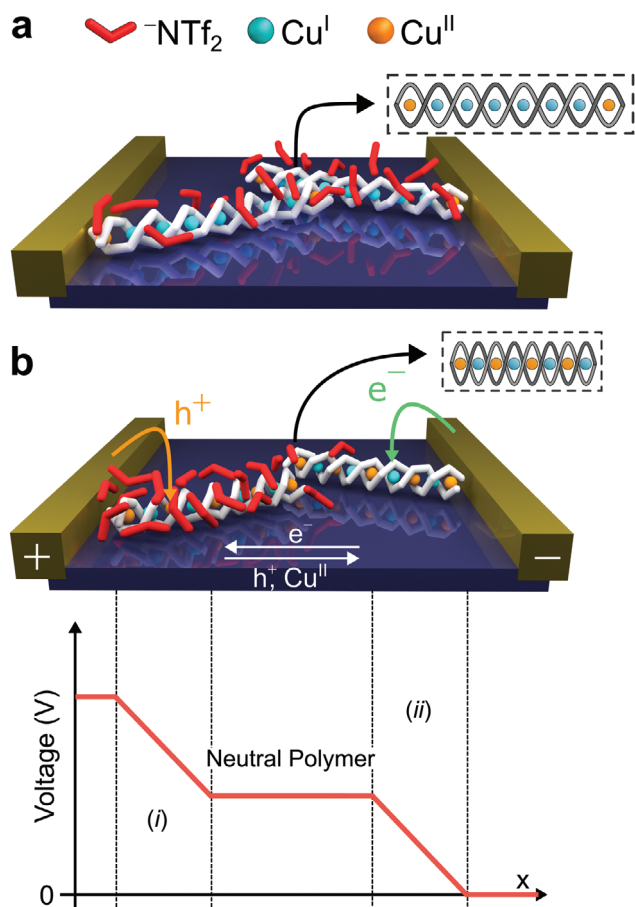 a
⁻NTf₂
Cuᴵ
Cuᴵᴵ
b
h⁺
e⁻
+
e⁻
h⁺, Cuᴵᴵ
−
Voltage (V)
(ii)
Neutral Polymer
(i)
x
0